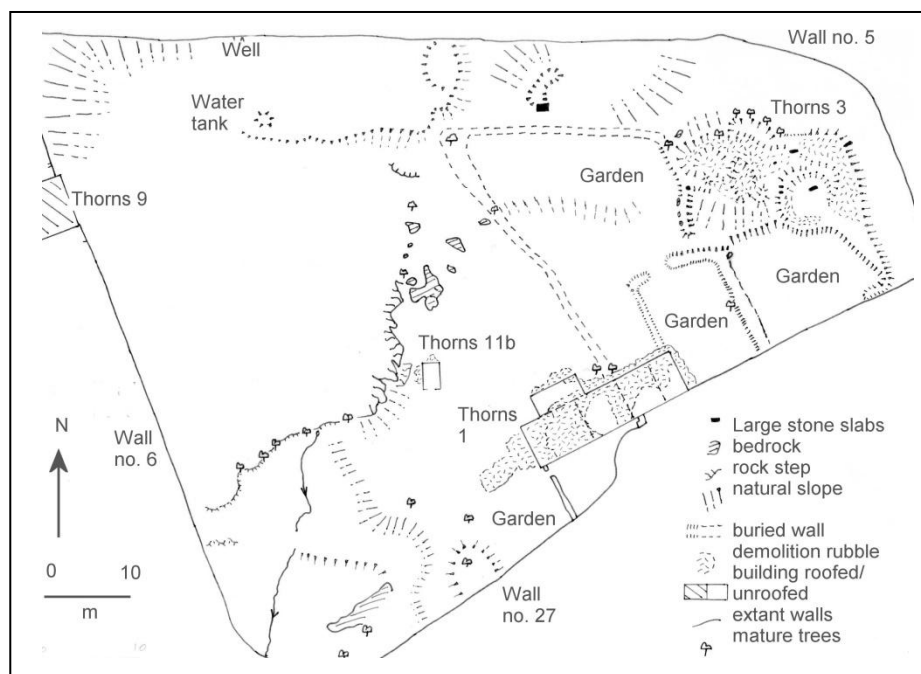 Well
Wall no. 5
Water
tank
Thorns 3
Thorns 9
Garden
Garden
Garden
Thorns 11b
Thorns
1
N
Wall
no. 6
0 10
m
Garden
Wall
no. 27
Large stone slabs
bedrock
rock step
natural slope
buried wall
demolition rubble
building roofed/
unroofed
extant walls
mature trees